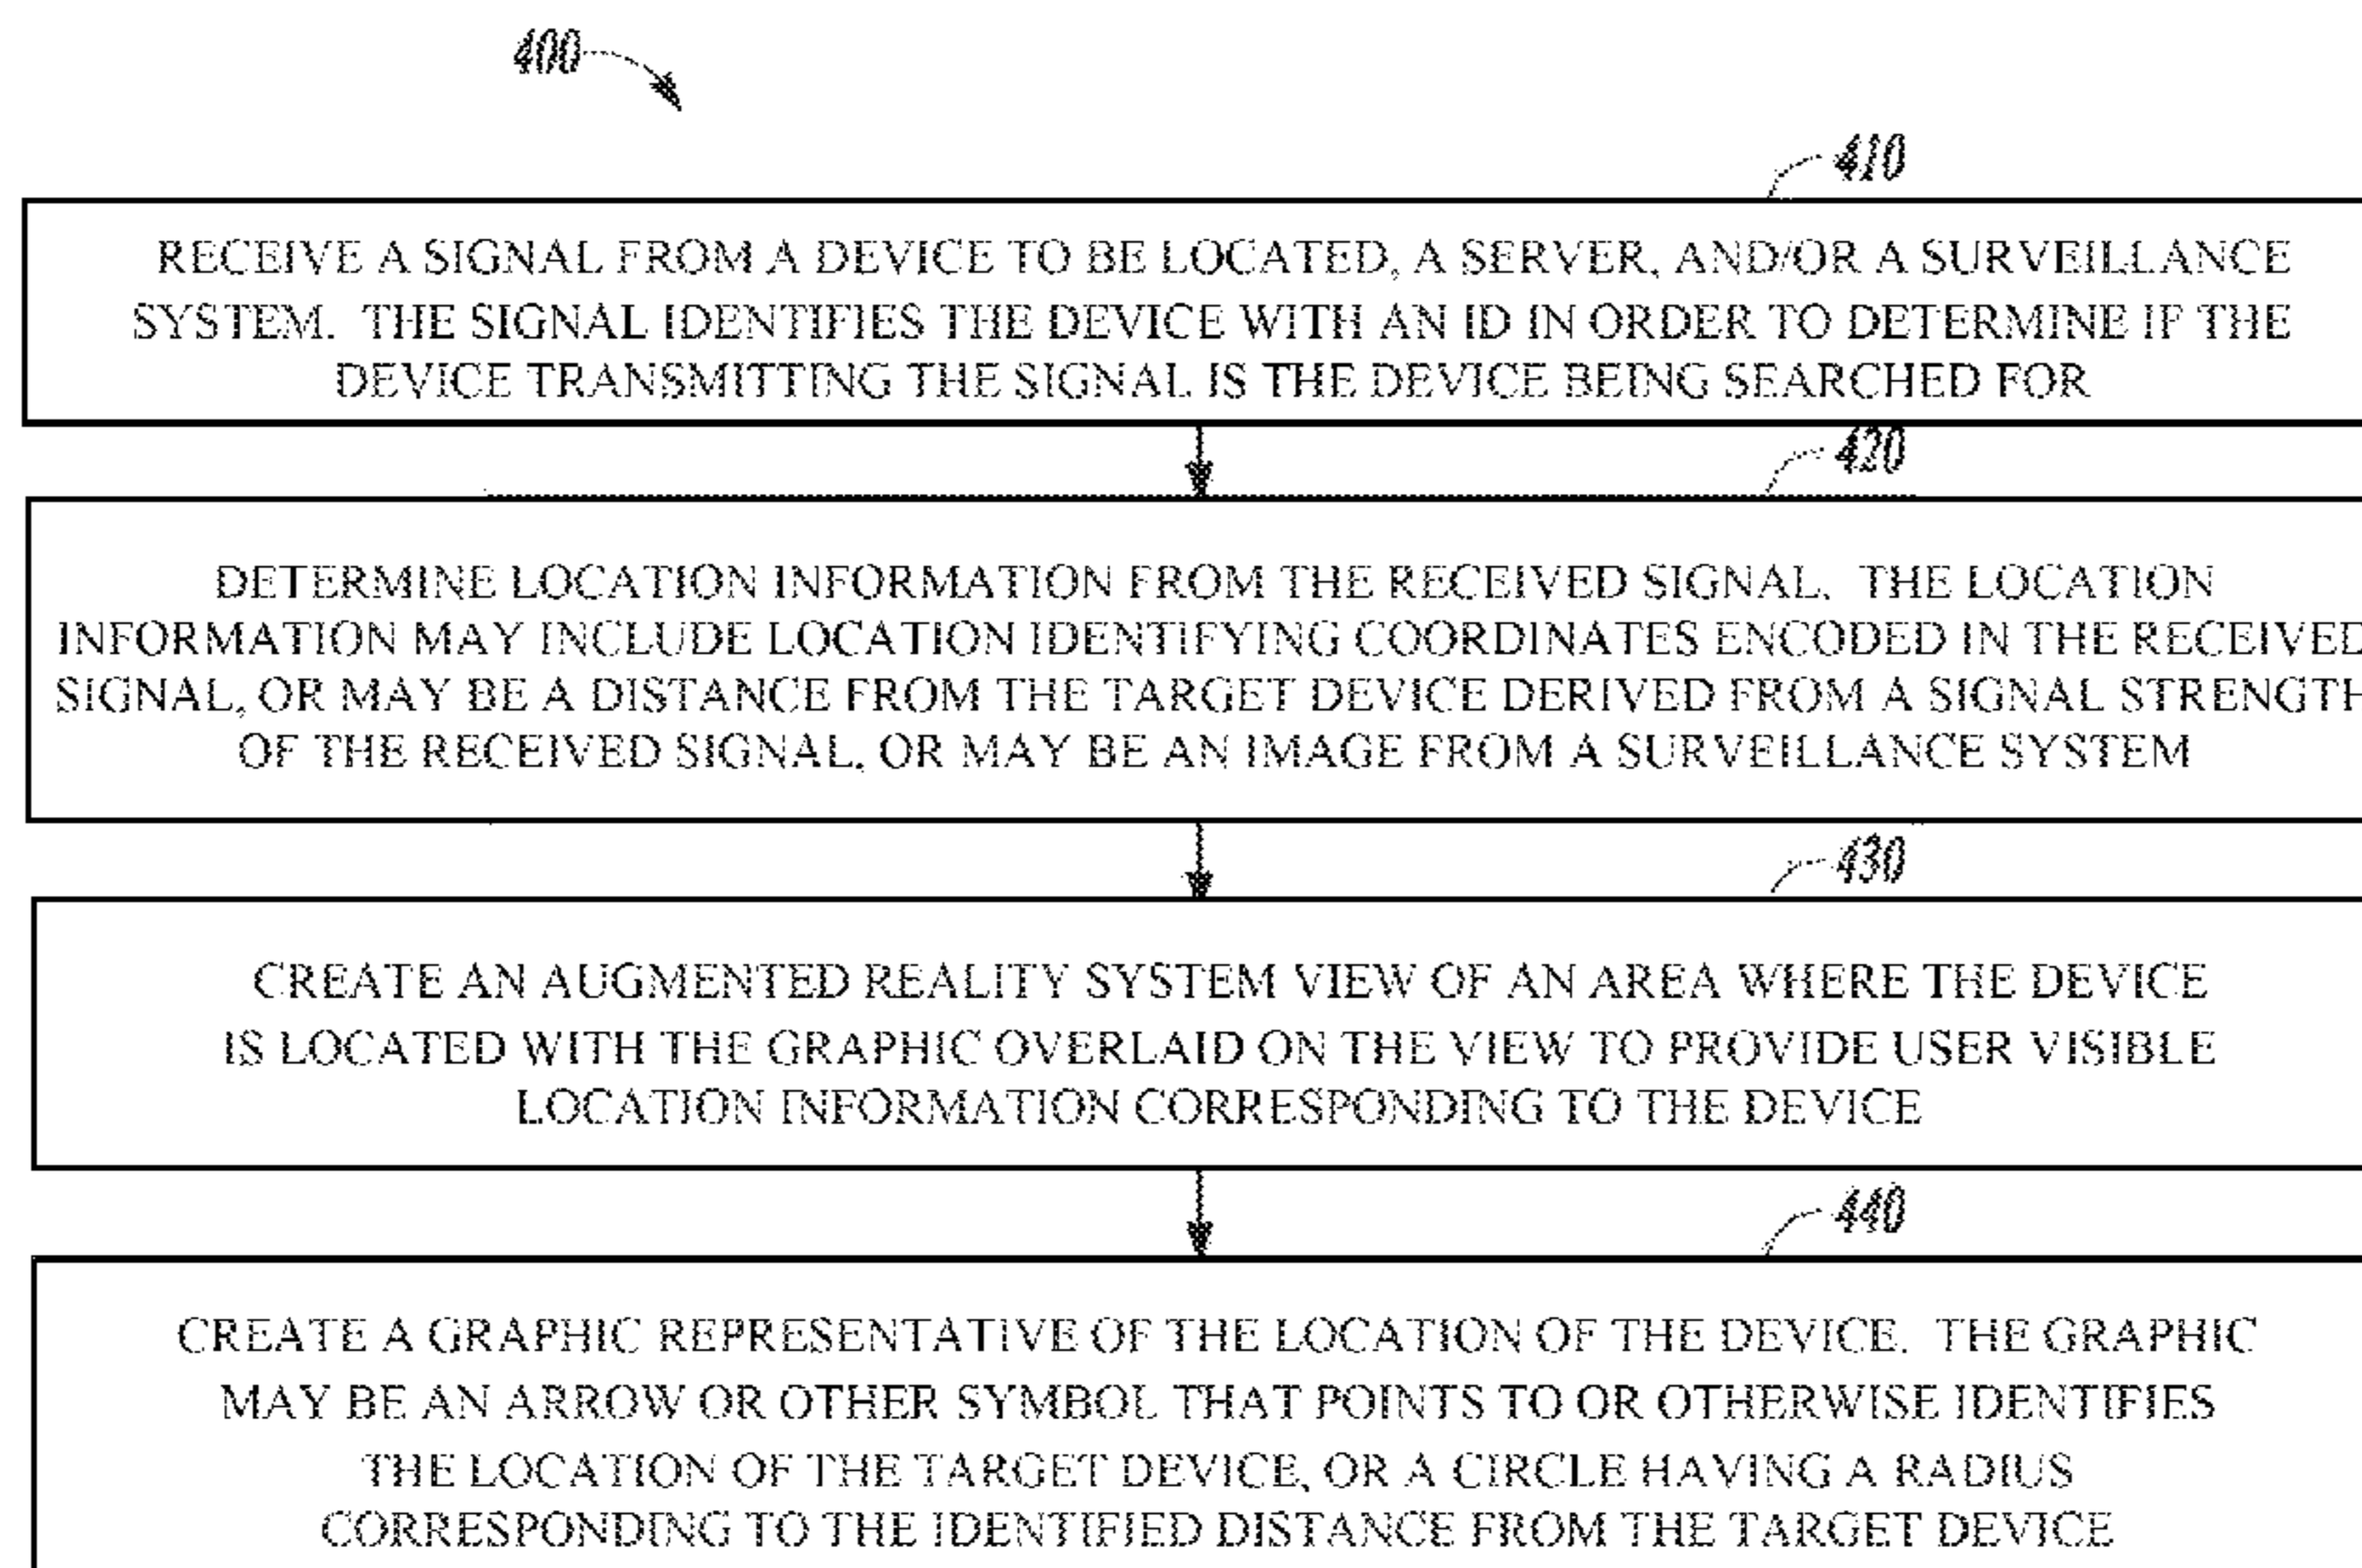 400
410
RECEIVE A SIGNAL FROM A DEVICE TO BE LOCATED, A SERVER, AND/OR A SURVEILLANCE
SYSTEM. THE SIGNAL IDENTIFIES THE DEVICE WITH AN ID IN ORDER TO DETERMINE IF THE
DEVICE TRANSMITTING THE SIGNAL IS THE DEVICE BEING SEARCHED FOR
420
DETERMINE LOCATION INFORMATION FROM THE RECEIVED SIGNAL. THE LOCATION
INFORMATION MAY INCLUDE LOCATION IDENTIFYING COORDINATES ENCODED IN THE RECEIVED
SIGNAL, OR MAY BE A DISTANCE FROM THE TARGET DEVICE DERIVED FROM A SIGNAL STRENGTH
OF THE RECEIVED SIGNAL, OR MAY BE AN IMAGE FROM A SURVEILLANCE SYSTEM
430
CREATE AN AUGMENTED REALITY SYSTEM VIEW OF AN AREA WHERE THE DEVICE
IS LOCATED WITH THE GRAPHIC OVERLAID ON THE VIEW TO PROVIDE USER VISIBLE
LOCATION INFORMATION CORRESPONDING TO THE DEVICE
440
CREATE A GRAPHIC REPRESENTATIVE OF THE LOCATION OF THE DEVICE. THE GRAPHIC
MAY BE AN ARROW OR OTHER SYMBOL THAT POINTS TO OR OTHERWISE IDENTIFIES
THE LOCATION OF THE TARGET DEVICE, OR A CIRCLE HAVING A RADIUS
CORRESPONDING TO THE IDENTIFIED DISTANCE FROM THE TARGET DEVICE